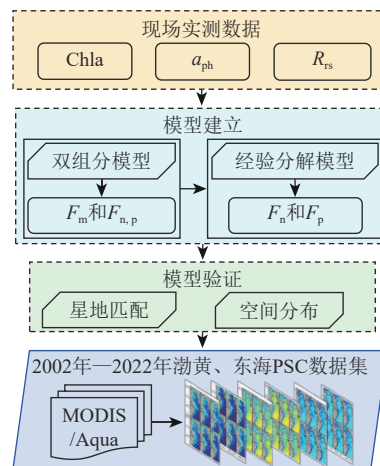 现场实测数据
Chla
aph
Rrs
模型建立
双组分模型
经验分解模型
Fm和Fn, p
Fn和Fp
模型验证
星地匹配
空间分布
2002年—2022年渤黄、东海PSC数据集
MODIS
/Aqua